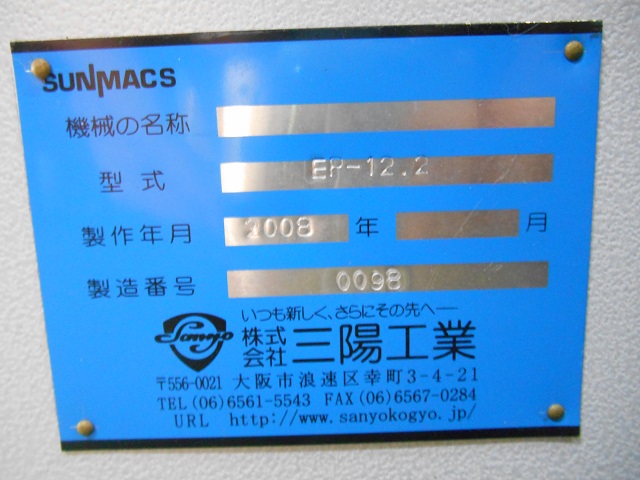 SUNMACS
機械の名称
型式 EP-12.2
製作年月 2008 年 月
製造番号 0098
いつも新しく、さらにその先へ―
Sanyo 株式会社 三陽工業
〒556-0021 大阪市浪速区幸町3-4-21
TEL (06)6561-5543 FAX (06)6567-0284
URL http://www.sanyokogyo.jp/